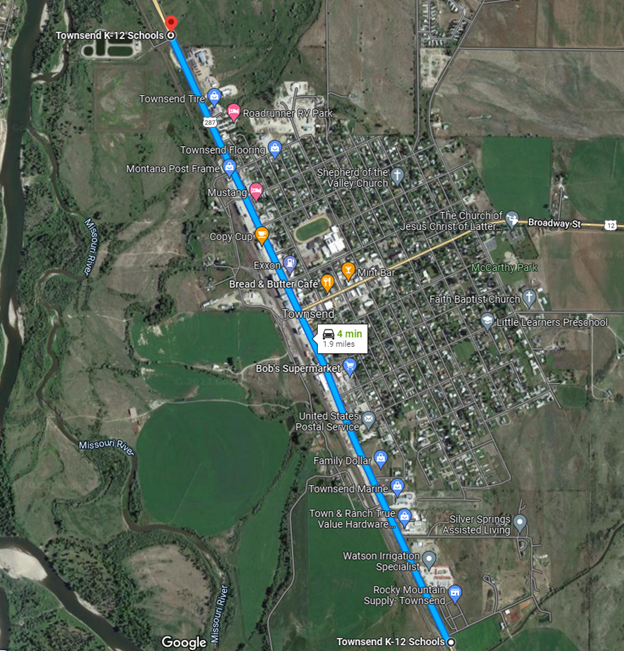 Townsend K-12 Schools
Townsend Tire
Roadrunner RV Park
287
Townsend Flooring
Montana Post Frame
Shepherd of the
Valley Church
Mustang
The Church of
Jesus Christ of Latter...
Broadway St
12
Missouri River
Copy Cup
Exxon
Mint Bar
McCarthy Park
Bread & Butter Cafe
Faith Baptist Church
Townsend
Little Learners Preschool
4 min
1.9 miles
Bob's Supermarket
United States
Postal Service
Missouri River
Family Dollar
Townsend Marine
Town & Ranch True
Value Hardware
Silver Springs
Assisted Living
Watson Irrigation
Specialist
Rocky Mountain
Supply- Townsend
Missouri River
Google
Townsend K-12 Schools